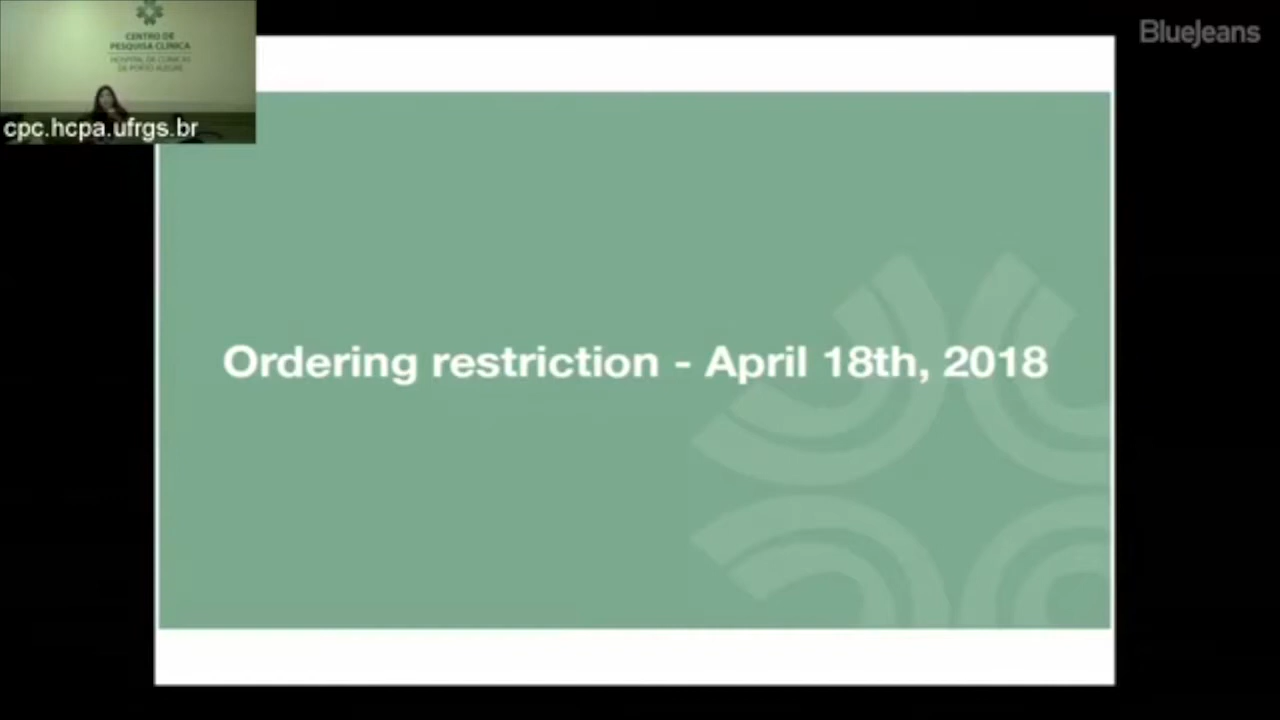 CENTRO DE
PESQUISA CLÍNICA
HOSPITAL DE CLÍNICAS
DE PORTO ALEGRE
cpc.hcpa.ufrgs.br
BlueJeans
Ordering restriction - April 18th, 2018